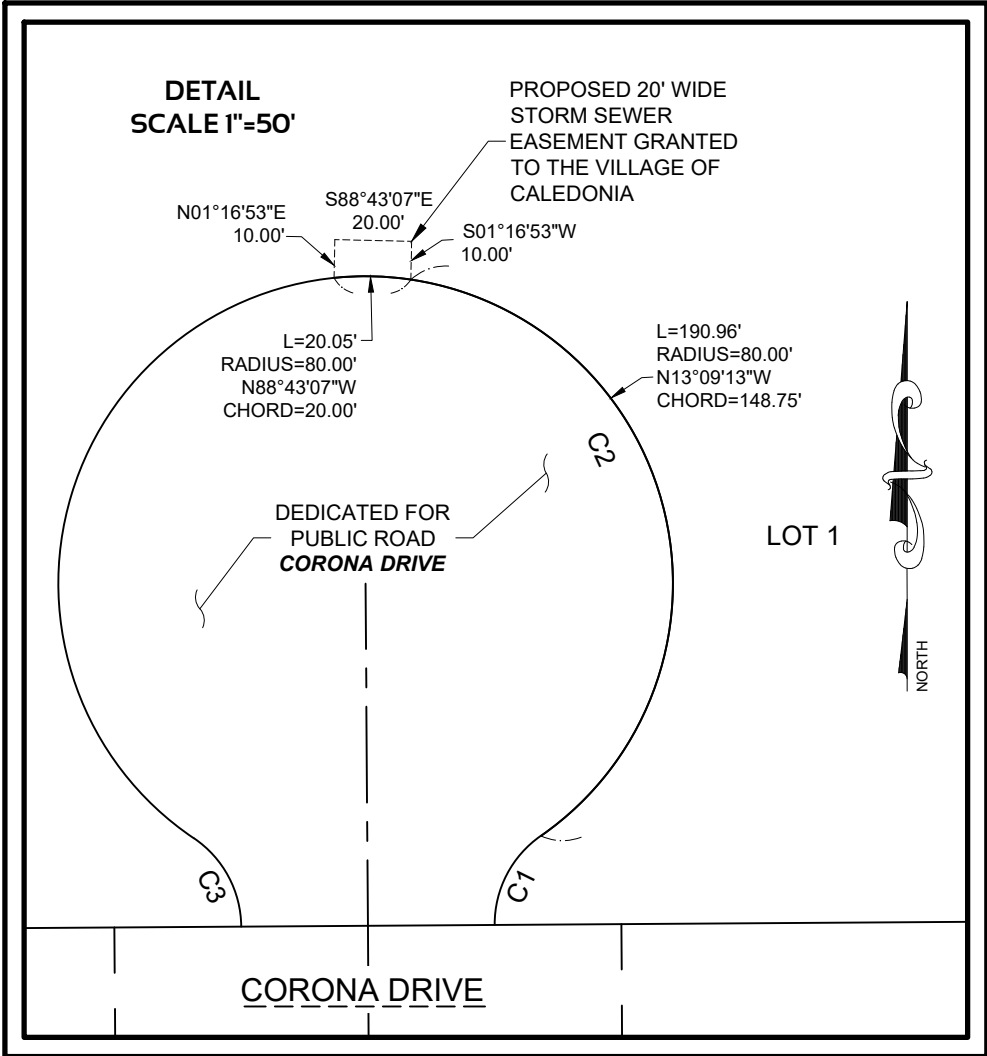 DETAIL
SCALE 1"=50'
PROPOSED 20' WIDE
STORM SEWER
EASEMENT GRANTED
TO THE VILLAGE OF
CALEDONIA
N01°16'53"E
10.00'
S88°43'07"E
20.00'
S01°16'53"W
10.00'
L=20.05'
RADIUS=80.00'
N88°43'07"W
CHORD=20.00'
L=190.96'
RADIUS=80.00'
N13°09'13"W
CHORD=148.75'
C2
DEDICATED FOR
PUBLIC ROAD
CORONA DRIVE
LOT 1
NORTH
C3
C1
CORONA DRIVE